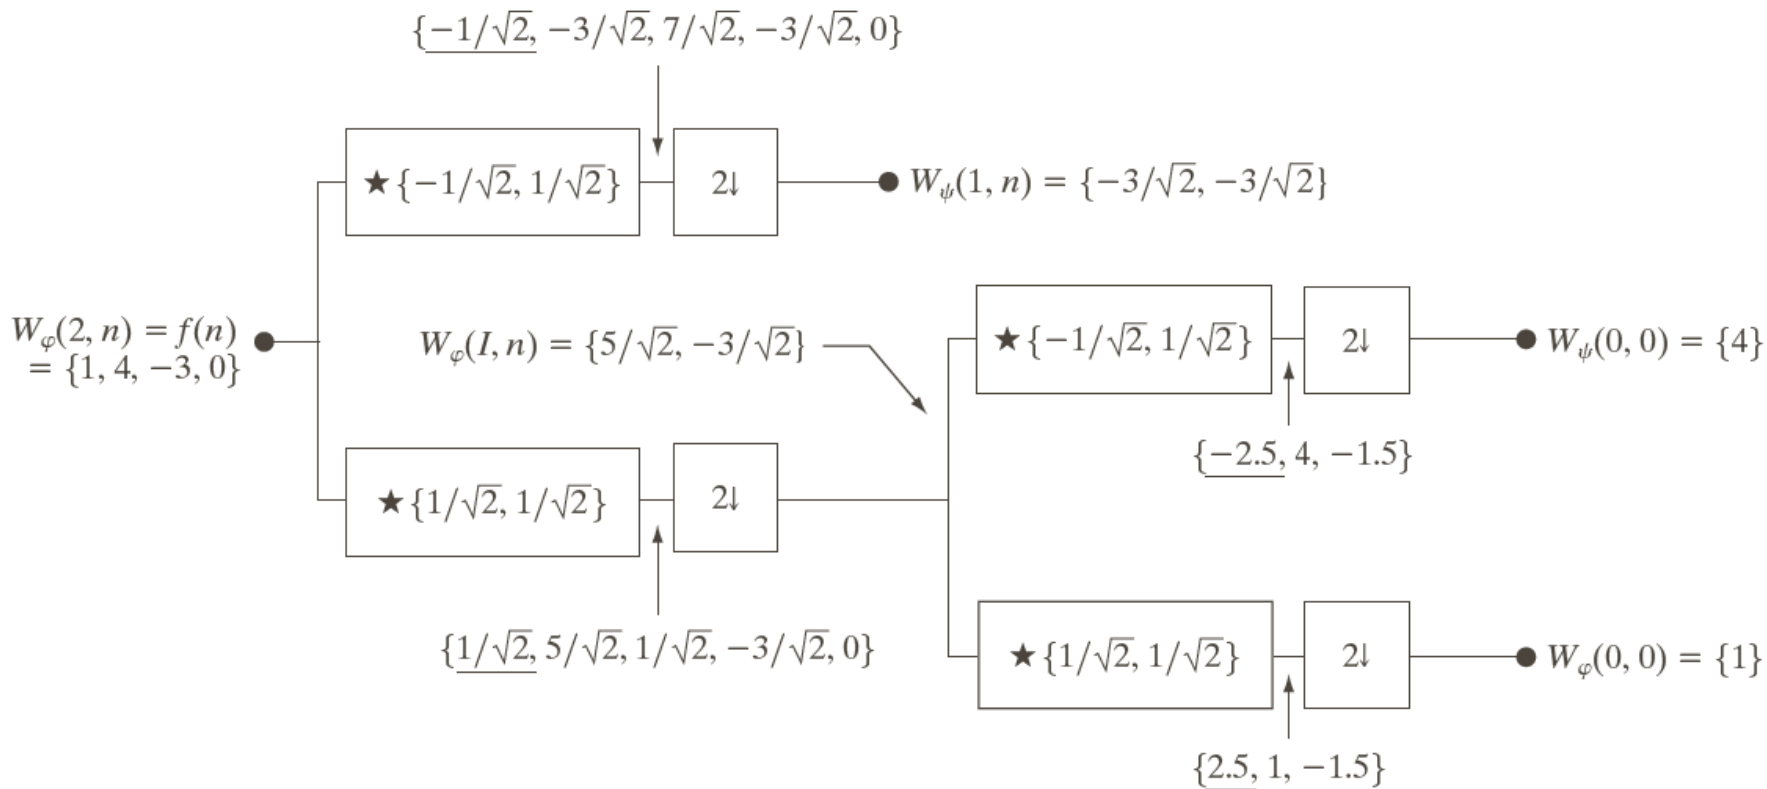 {−1/√2, −3/√2, 7/√2, −3/√2, 0}
★{−1/√2, 1/√2}
2↓
W_ψ(1, n) = {−3/√2, −3/√2}
W_φ(2, n) = f(n)
= {1, 4, −3, 0}
W_φ(I, n) = {5/√2, −3/√2}
★{−1/√2, 1/√2}
2↓
W_ψ(0, 0) = {4}
{−2.5, 4, −1.5}
★{1/√2, 1/√2}
2↓
{1/√2, 5/√2, 1/√2, −3/√2, 0}
★{1/√2, 1/√2}
2↓
W_φ(0, 0) = {1}
{2.5, 1, −1.5}